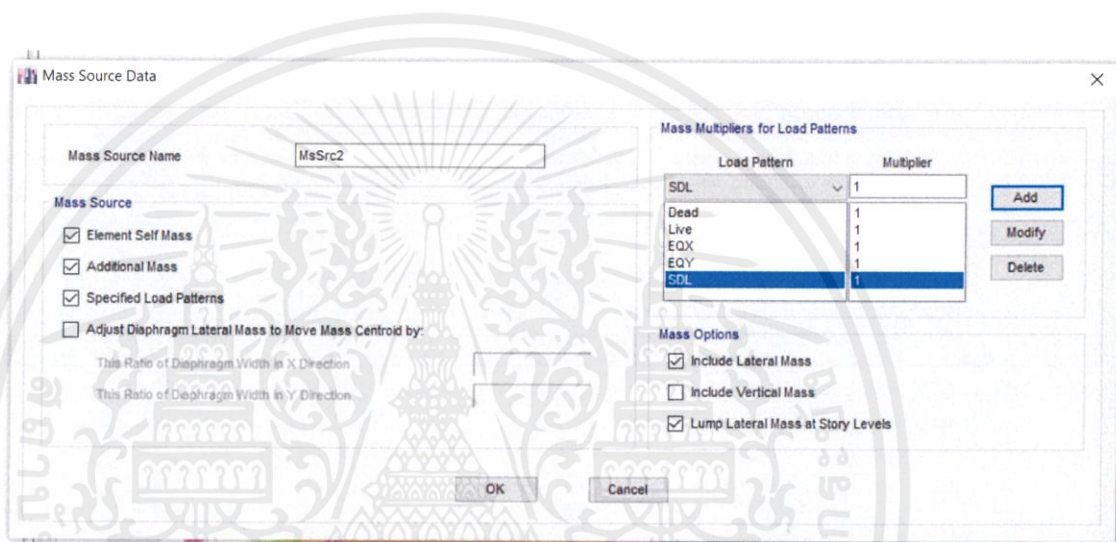 Mass Source Data
Mass Source Name MsSrc2
Mass Source
Element Self Mass
Additional Mass
Specified Load Patterns
Adjust Diaphragm Lateral Mass to Move Mass Centroid by:
This Ratio of Diaphragm Width in X Direction
This Ratio of Diaphragm Width in Y Direction
Mass Multipliers for Load Patterns
Load Pattern Multiplier
SDL 1
Dead 1
Live 1
EQX 1
EQY 1
SDL 1
Add
Modify
Delete
Mass Options
Include Lateral Mass
Include Vertical Mass
Lump Lateral Mass at Story Levels
OK Cancel